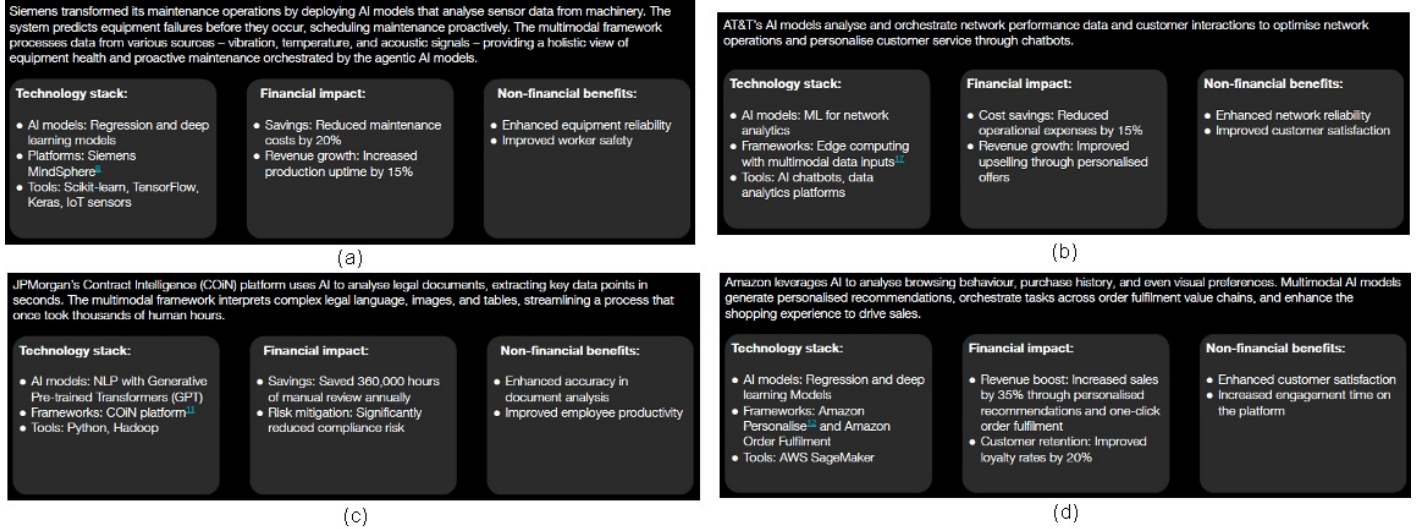 Siemens transformed its maintenance operations by deploying AI models that analyse sensor data from machinery. The
system predicts equipment failures before they occur, scheduling maintenance proactively. The multimodal framework
processes data from various sources – vibration, temperature, and acoustic signals – providing a holistic view of
equipment health and proactive maintenance orchestrated by the agentic AI models.
Technology stack:
● AI models: Regression and deep
learning models
● Platforms: Siemens
MindSphere9
● Tools: Scikit-learn, TensorFlow,
Keras, IoT sensors
Financial impact:
● Savings: Reduced maintenance
costs by 20%
● Revenue growth: Increased
production uptime by 15%
Non-financial benefits:
● Enhanced equipment reliability
● Improved worker safety
(a)
AT&T's AI models analyse and orchestrate network performance data and customer interactions to optimise network
operations and personalise customer service through chatbots.
Technology stack:
● AI models: ML for network
analytics
● Frameworks: Edge computing
with multimodal data inputs17
● Tools: AI chatbots, data
analytics platforms
Financial impact:
● Cost savings: Reduced
operational expenses by 15%
● Revenue growth: Improved
upselling through personalised
offers
Non-financial benefits:
● Enhanced network reliability
● Improved customer satisfaction
(b)
JPMorgan's Contract Intelligence (COiN) platform uses AI to analyse legal documents, extracting key data points in
seconds. The multimodal framework interprets complex legal language, images, and tables, streamlining a process that
once took thousands of human hours.
Technology stack:
● AI models: NLP with Generative
Pre-trained Transformers (GPT)
● Frameworks: COiN platform11
● Tools: Python, Hadoop
Financial impact:
● Savings: Saved 360,000 hours
of manual review annually
● Risk mitigation: Significantly
reduced compliance risk
Non-financial benefits:
● Enhanced accuracy in
document analysis
● Improved employee productivity
(c)
Amazon leverages AI to analyse browsing behaviour, purchase history, and even visual preferences. Multimodal AI models
generate personalised recommendations, orchestrate tasks across order fulfilment value chains, and enhance the
shopping experience to drive sales.
Technology stack:
● AI models: Regression and deep
learning Models
● Frameworks: Amazon
Personalise12 and Amazon
Order Fulfilment
● Tools: AWS SageMaker
Financial impact:
● Revenue boost: Increased sales
by 35% through personalised
recommendations and one-click
order fulfilment
● Customer retention: Improved
loyalty rates by 20%
Non-financial benefits:
● Enhanced customer satisfaction
● Increased engagement time on
the platform
(d)